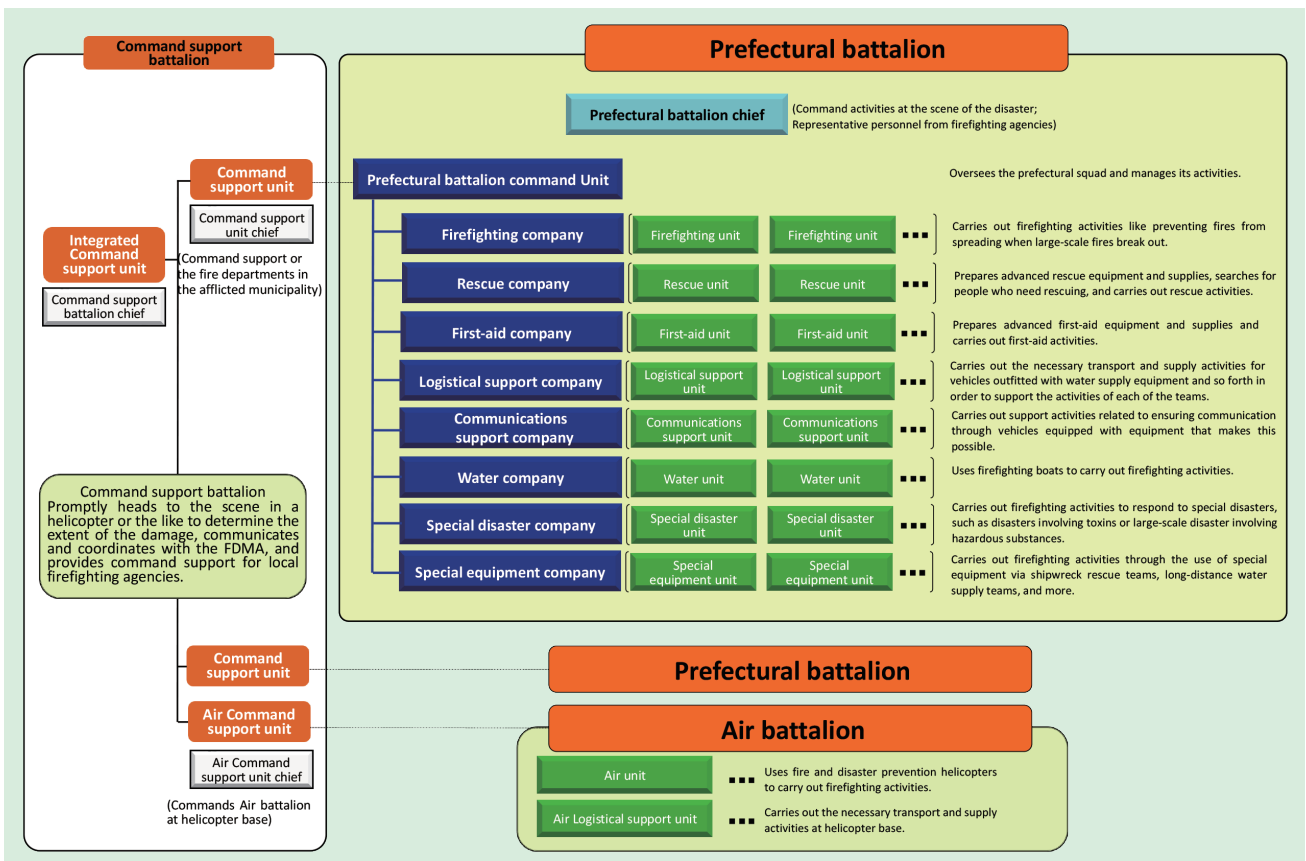 Command support
battalion
Command
support unit
Command support
unit chief
Integrated
Command
support unit
(Command support or
the fire departments in
the afflicted municipality)
Command support
battalion chief
Command support battalion
Promptly heads to the scene in a
helicopter or the like to determine the
extent of the damage, communicates
and coordinates with the FDMA, and
provides command support for local
firefighting agencies.
Command
support unit
Air Command
support unit
Air Command
support unit chief
(Commands Air battalion
at helicopter base)
Prefectural battalion
Prefectural battalion chief
(Command activities at the scene of the disaster;
Representative personnel from firefighting agencies)
Prefectural battalion command Unit
Oversees the prefectural squad and manages its activities.
Firefighting company
Firefighting unit
Firefighting unit
Carries out firefighting activities like preventing fires from
spreading when large-scale fires break out.
Rescue company
Rescue unit
Rescue unit
Prepares advanced rescue equipment and supplies, searches for
people who need rescuing, and carries out rescue activities.
First-aid company
First-aid unit
First-aid unit
Prepares advanced first-aid equipment and supplies and
carries out first-aid activities.
Logistical support company
Logistical support
unit
Logistical support
unit
Carries out the necessary transport and supply activities for
vehicles outfitted with water supply equipment and so forth in
order to support the activities of each of the teams.
Communications
support company
Communications
support unit
Communications
support unit
Carries out support activities related to ensuring communication
through vehicles equipped with equipment that makes this
possible.
Water company
Water unit
Water unit
Uses firefighting boats to carry out firefighting activities.
Special disaster company
Special disaster
unit
Special disaster
unit
Carries out firefighting activities to respond to special disasters,
such as disasters involving toxins or large-scale disaster involving
hazardous substances.
Special equipment company
Special
equipment unit
Special
equipment unit
Carries out firefighting activities through the use of special
equipment via shipwreck rescue teams, long-distance water
supply teams, and more.
Prefectural battalion
Air battalion
Air unit
Uses fire and disaster prevention helicopters
to carry out firefighting activities.
Air Logistical support unit
Carries out the necessary transport and supply
activities at helicopter base.